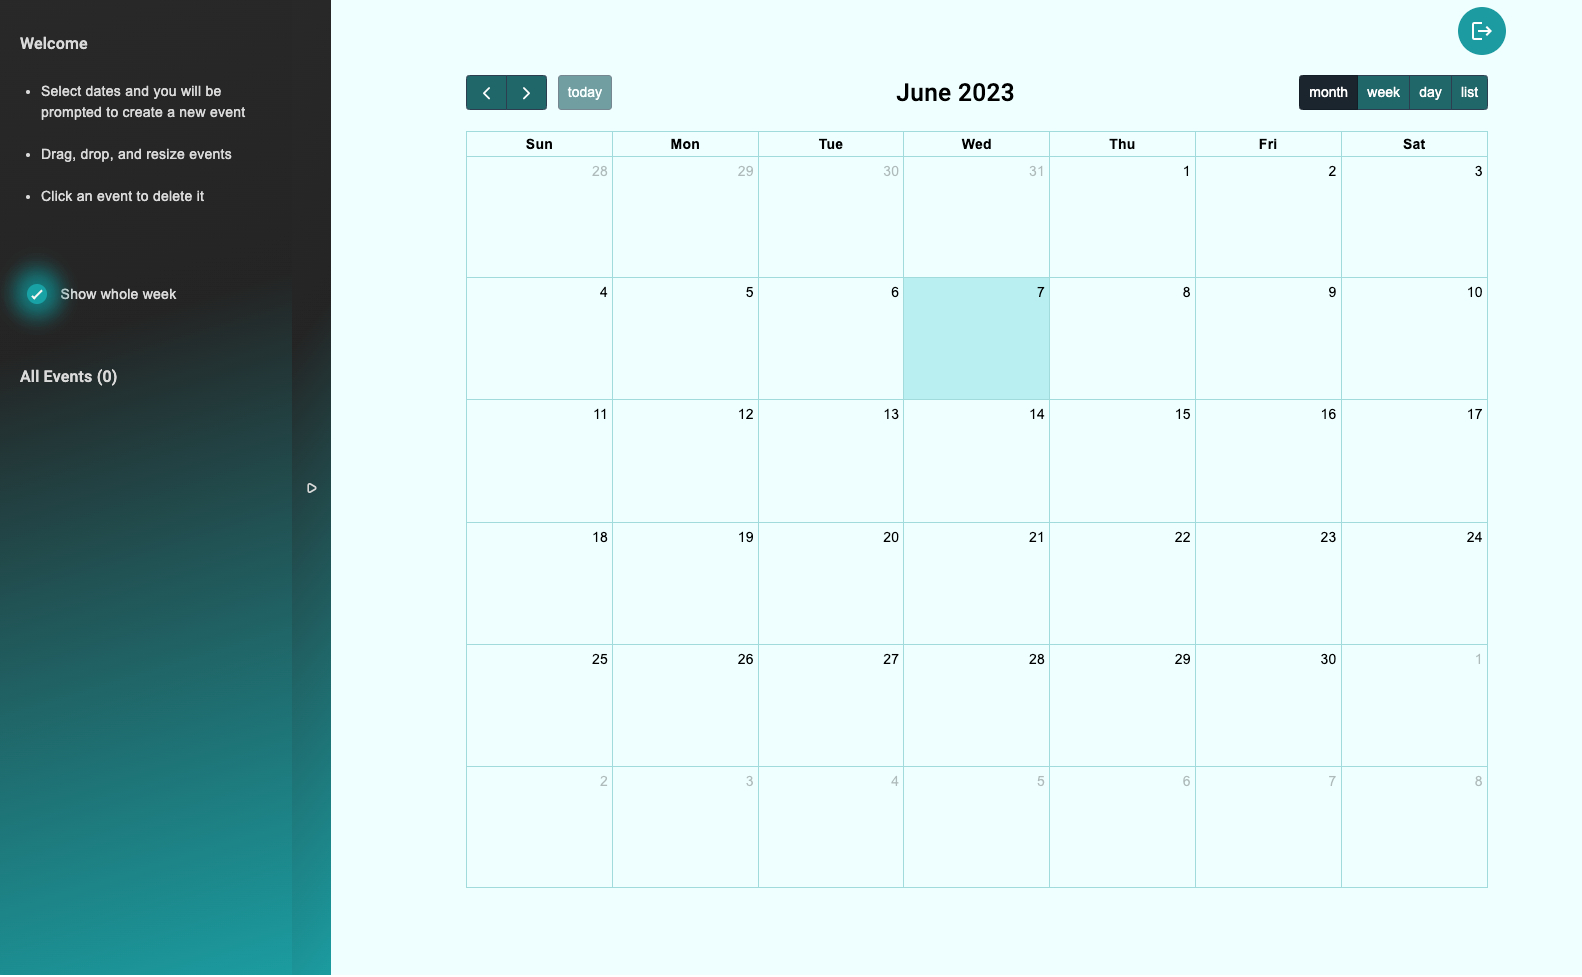 Welcome
• Select dates and you will be
prompted to create a new event
• Drag, drop, and resize events
• Click an event to delete it
Show whole week
All Events (0)
today
June 2023
month week day list
Sun Mon Tue Wed Thu Fri Sat
28 29 30 31 1 2 3
4 5 6 7 8 9 10
11 12 13 14 15 16 17
18 19 20 21 22 23 24
25 26 27 28 29 30 1
2 3 4 5 6 7 8